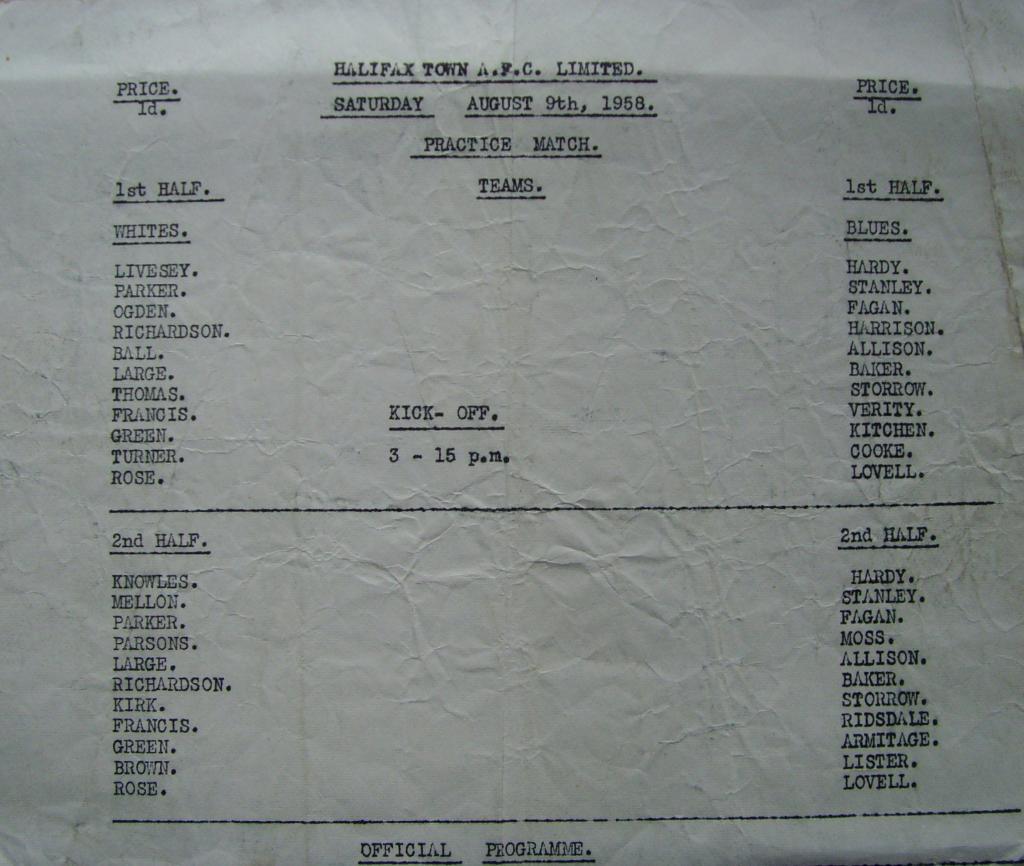 HALIFAX TOWN A.F.C. LIMITED.
PRICE. PRICE.
1d. SATURDAY AUGUST 9th, 1958. 1d.
PRACTICE MATCH.
1st HALF. TEAMS. 1st HALF.
WHITES. BLUES.
LIVESEY. HARDY.
PARKER. STANLEY.
OGDEN. FAGAN.
RICHARDSON. HARRISON.
BALL. ALLISON.
LARGE. BAKER.
THOMAS. STORROW.
FRANCIS. KICK- OFF. VERITY.
GREEN. KITCHEN.
TURNER. 3 - 15 p.m. COOKE.
ROSE. LOVELL.
2nd HALF. 2nd HALF.
KNOWLES. HARDY.
MELLON. STANLEY.
PARKER. FAGAN.
PARSONS. MOSS.
LARGE. ALLISON.
RICHARDSON. BAKER.
KIRK. STORROW.
FRANCIS. RIDSDALE.
GREEN. ARMITAGE.
BROWN. LISTER.
ROSE. LOVELL.
OFFICIAL PROGRAMME.